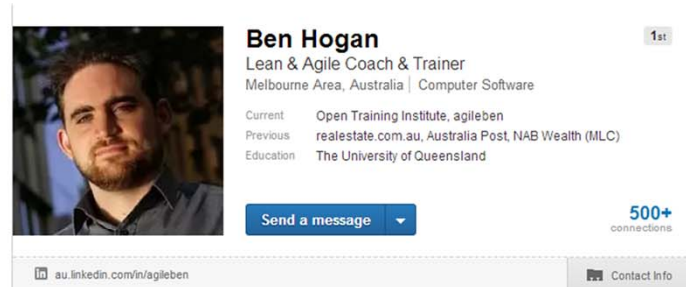 Ben Hogan
1st
Lean & Agile Coach & Trainer
Melbourne Area, Australia | Computer Software
Current Open Training Institute, agileben
Previous realestate.com.au, Australia Post, NAB Wealth (MLC)
Education The University of Queensland
Send a message
500+
connections
in au.linkedin.com/in/agileben
Contact Info